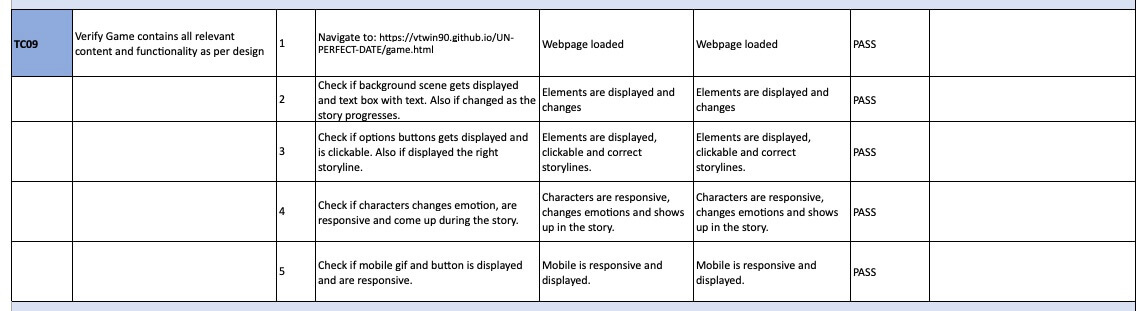 TC09
Verify Game contains all relevant
content and functionality as per design
1
Navigate to: https://vtwin90.github.io/UN-
PERFECT-DATE/game.html
Webpage loaded
Webpage loaded
PASS
2
Check if background scene gets displayed
and text box with text. Also if changed as the
story progresses.
Elements are displayed and
changes
Elements are displayed and
changes
PASS
3
Check if options buttons gets displayed and
is clickable. Also if displayed the right
storyline.
Elements are displayed,
clickable and correct
storylines.
Elements are displayed,
clickable and correct
storylines.
PASS
4
Check if characters changes emotion, are
responsive and come up during the story.
Characters are responsive,
changes emotions and shows
up in the story.
Characters are responsive,
changes emotions and shows
up in the story.
PASS
5
Check if mobile gif and button is displayed
and are responsive.
Mobile is responsive and
displayed.
Mobile is responsive and
displayed.
PASS